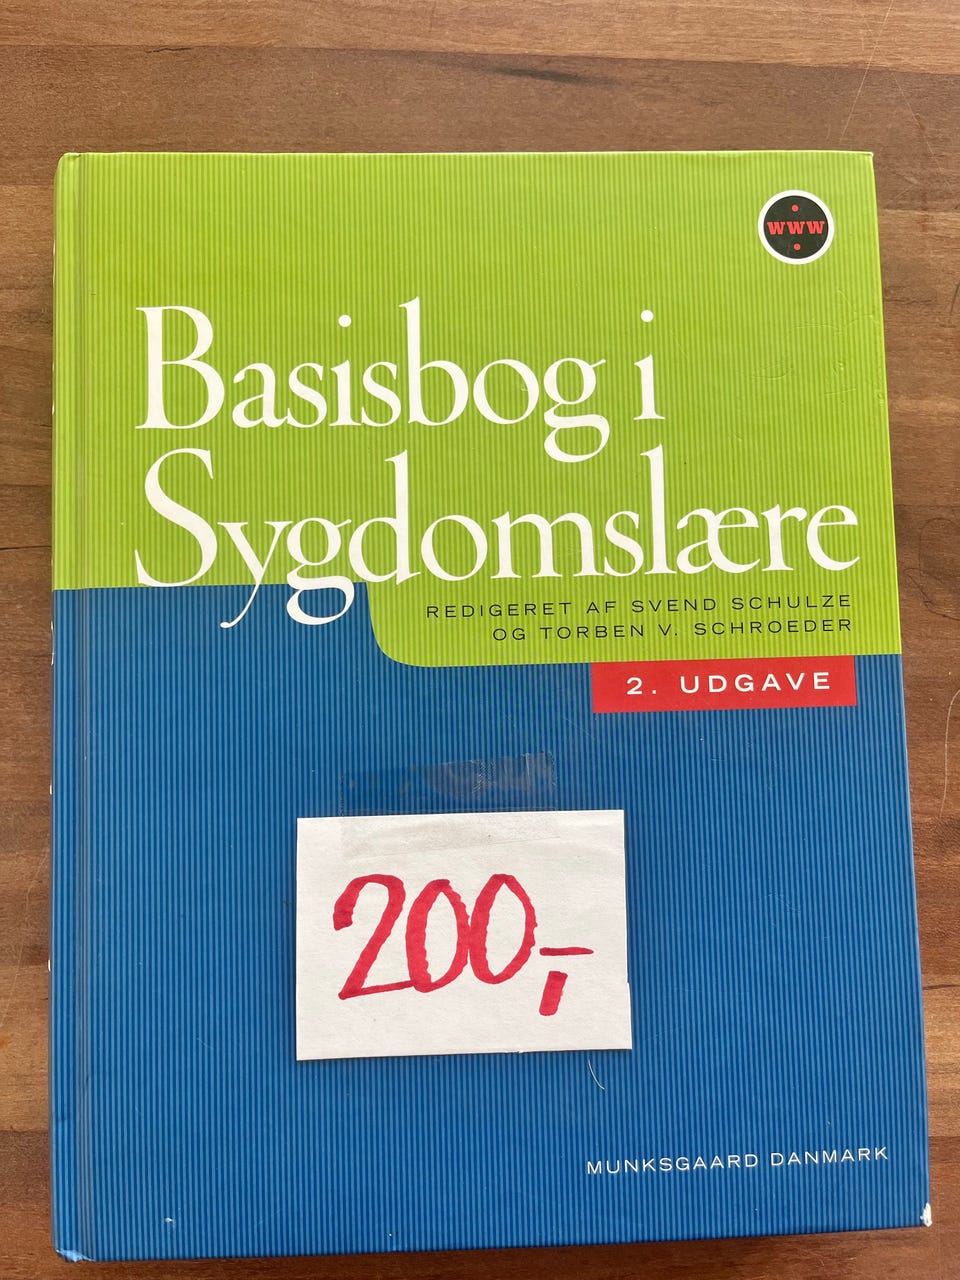 www
Basisbog i
Sygdomslære
REDIGERET AF SVEND SCHULZE
OG TORBEN V. SCHROEDER
2. UDGAVE
200,-
MUNKSGAARD DANMARK